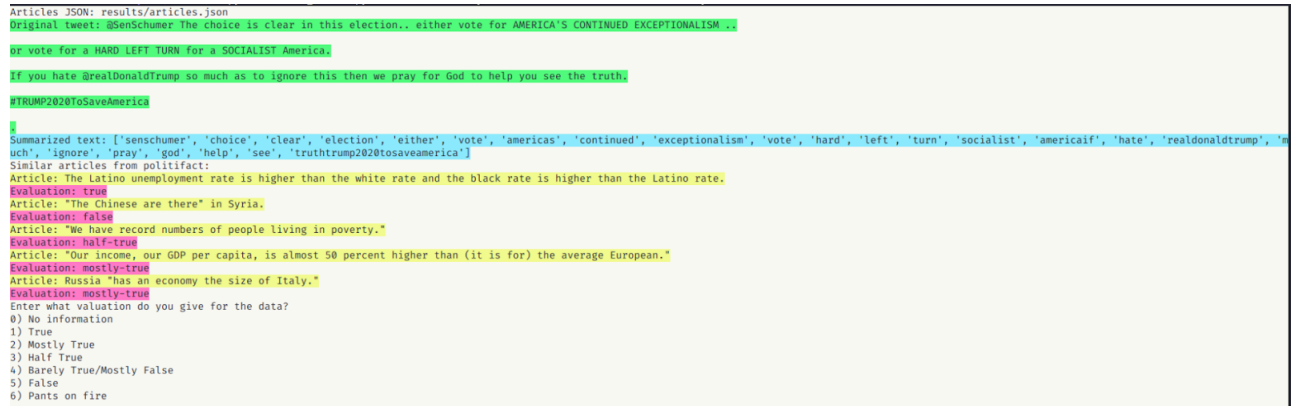 Articles JSON: results/articles.json
Original tweet: @SenSchumer The choice is clear in this election.. either vote for AMERICA'S CONTINUED EXCEPTIONALISM ..
or vote for a HARD LEFT TURN for a SOCIALIST America.
If you hate @realDonaldTrump so much as to ignore this then we pray for God to help you see the truth.
#TRUMP2020ToSaveAmerica
.
Summarized text: ['senschumer', 'choice', 'clear', 'election', 'either', 'vote', 'americas', 'continued', 'exceptionalism', 'vote', 'hard', 'left', 'turn', 'socialist', 'americaif', 'hate', 'realdonaldtrump', 'm
uch', 'ignore', 'pray', 'god', 'help', 'see', 'truthtrump2020tosaveamerica']
Similar articles from politifact:
Article: The Latino unemployment rate is higher than the white rate and the black rate is higher than the Latino rate.
Evaluation: true
Article: "The Chinese are there" in Syria.
Evaluation: false
Article: "We have record numbers of people living in poverty."
Evaluation: half-true
Article: "Our income, our GDP per capita, is almost 50 percent higher than (it is for) the average European."
Evaluation: mostly-true
Article: Russia "has an economy the size of Italy."
Evaluation: mostly-true
Enter what valuation do you give for the data?
0) No information
1) True
2) Mostly True
3) Half True
4) Barely True/Mostly False
5) False
6) Pants on fire